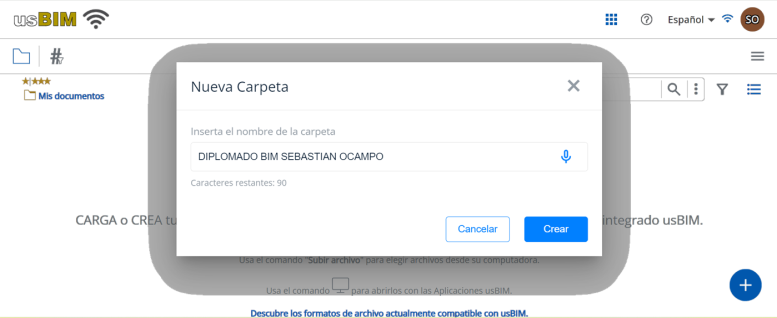 usBIM
Español
SO
#
Mis documentos
Nueva Carpeta
Inserta el nombre de la carpeta
DIPLOMADO BIM SEBASTIAN OCAMPO
Caracteres restantes: 90
CARGA o CREA tu
integrado usBIM.
Cancelar
Crear
Usa el comando "Subir archivo" para elegir archivos desde su computadora.
Usa el comando para abrirlos con las Aplicaciones usBIM.
Descubre los formatos de archivo actualmente compatible con usBIM.